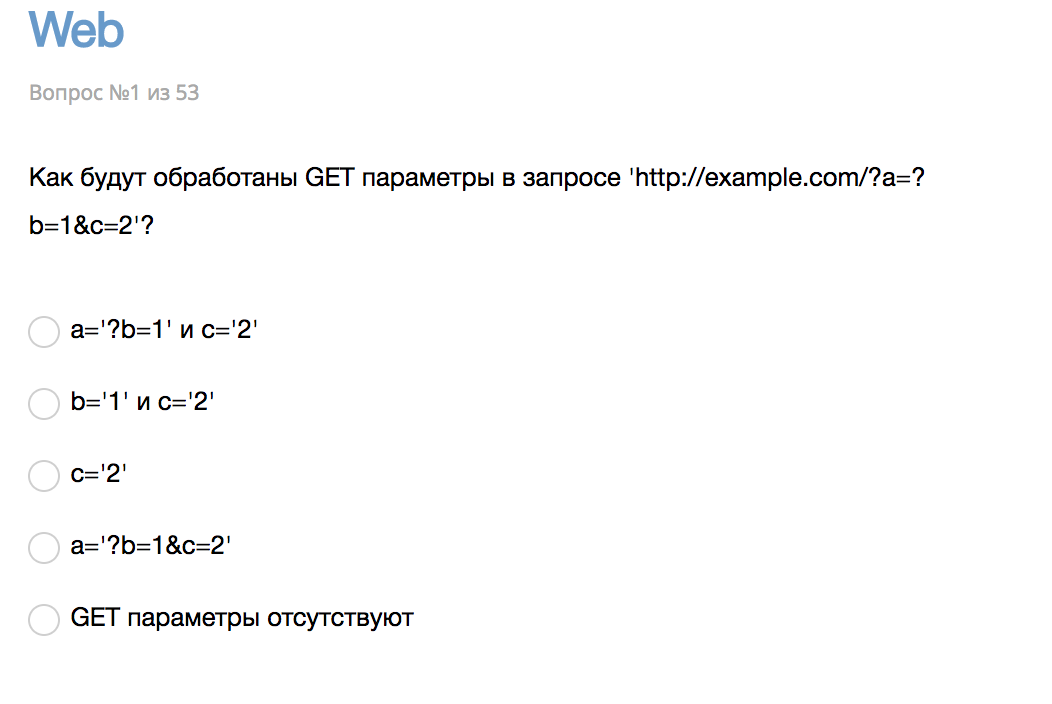 Web
Вопрос №1 из 53
Как будут обработаны GET параметры в запросе 'http://example.com/?a=?
b=1&c=2'?
a='?b=1' и c='2'
b='1' и c='2'
c='2'
a='?b=1&c=2'
GET параметры отсутствуют